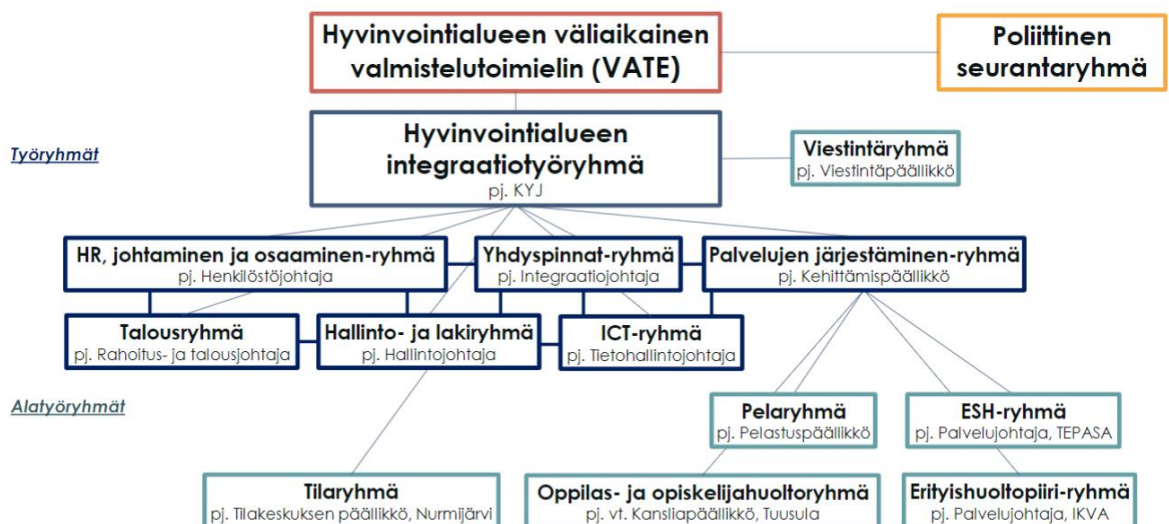 Hyvinvointialueen väliaikainen
valmistelutoimielin (VATE)
Poliittinen
seurantaryhmä
Työryhmät
Hyvinvointialueen
integraatiotyöryhmä
pj. KYJ
Viestintäryhmä
pj. Viestintäpäällikkö
HR, johtaminen ja osaaminen-ryhmä
pj. Henkilöstöjohtaja
Yhdyspinnat-ryhmä
pj. Integraatiojohtaja
Palvelujen järjestäminen-ryhmä
pj. Kehittämispäällikkö
Talousryhmä
pj. Rahoitus- ja talousjohtaja
Hallinto- ja lakiryhmä
pj. Hallintojohtaja
ICT-ryhmä
pj. Tietohallintojohtaja
Alatyöryhmät
Pelaryhmä
pj. Pelastuspäällikkö
ESH-ryhmä
pj. Palvelujohtaja, TEPASA
Tilaryhmä
pj. Tilakeskuksen päällikkö, Nurmijärvi
Oppilas- ja opiskelijahuoltoryhmä
pj. vt. Kansliapäällikkö, Tuusula
Erityishuoltopiiri-ryhmä
pj. Palvelujohtaja, IKVA